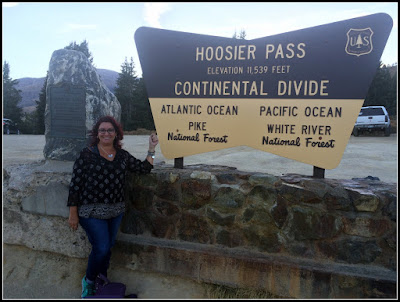 HOOSIER PASS
ELEVATION 11,539 FEET
CONTINENTAL DIVIDE
ATLANTIC OCEAN
PIKE
National Forest
PACIFIC OCEAN
WHITE RIVER
National Forest
U S